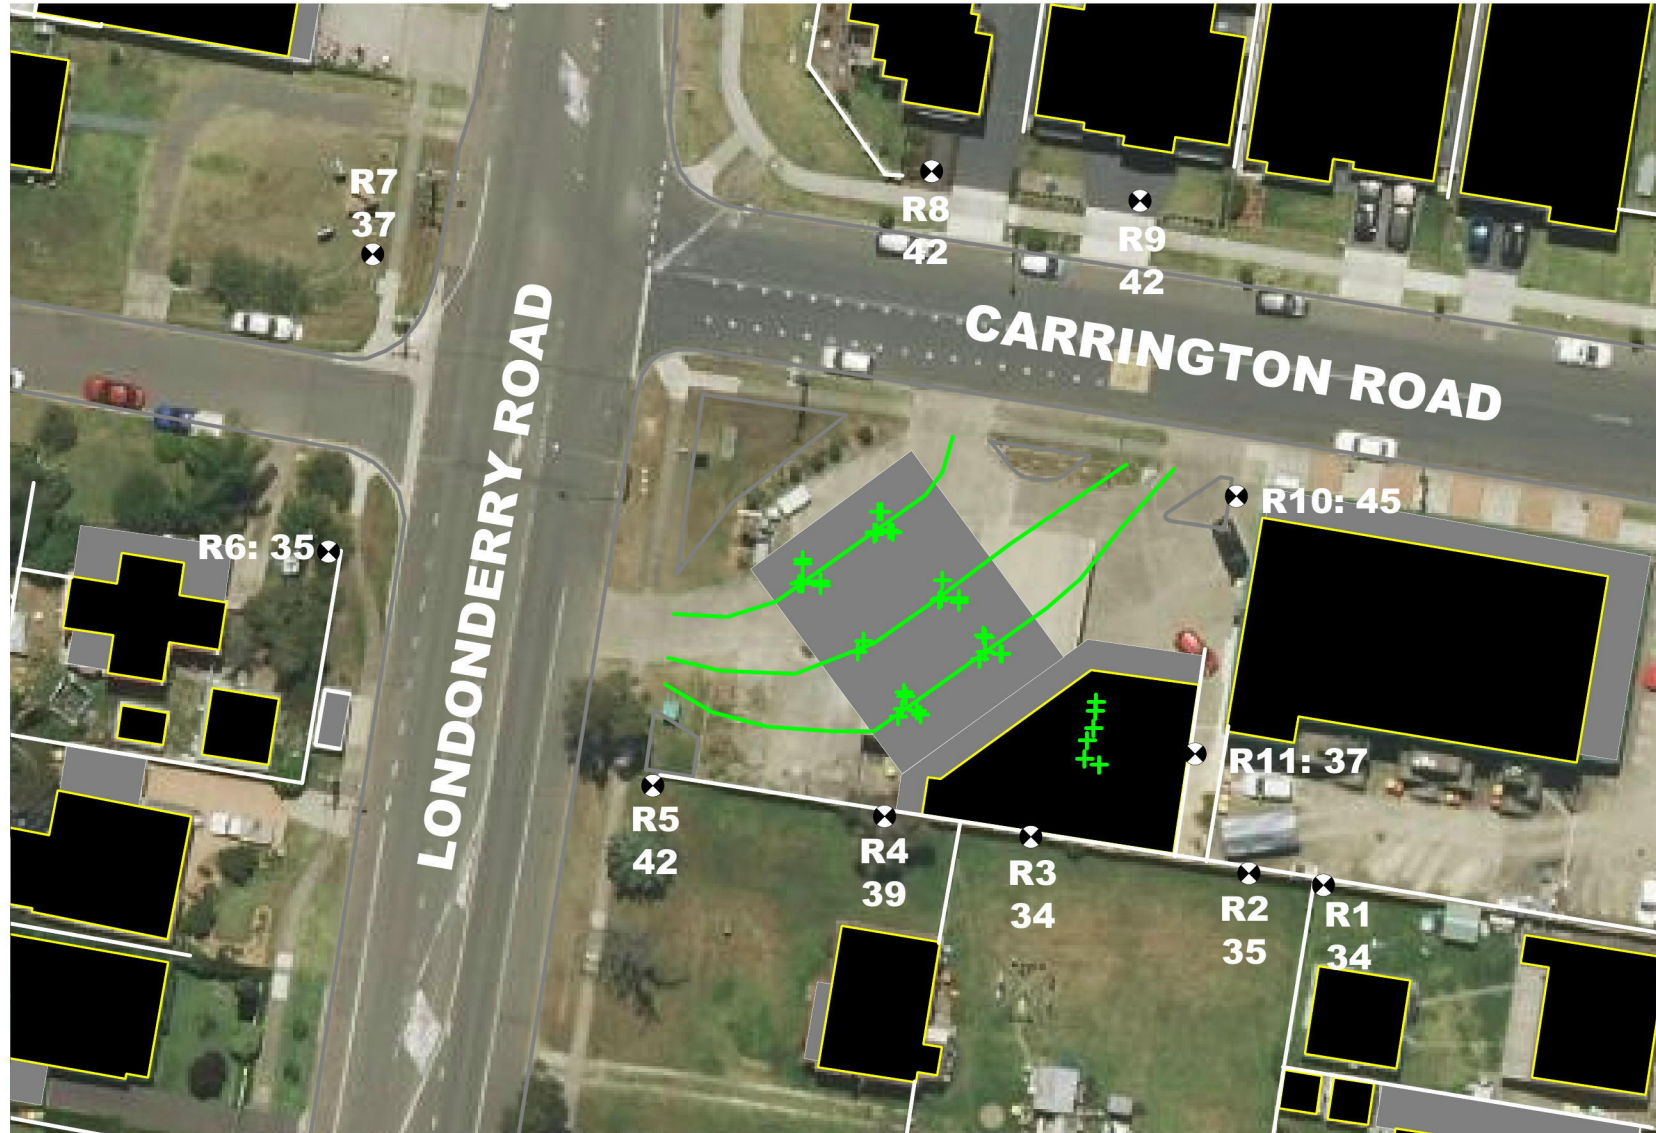 R7
37
R8
42
R9
42
CARRINGTON ROAD
LONDONDERRY ROAD
R10: 45
R6: 35
R11: 37
R5
42
R4
39
R3
34
R2
35
R1
34